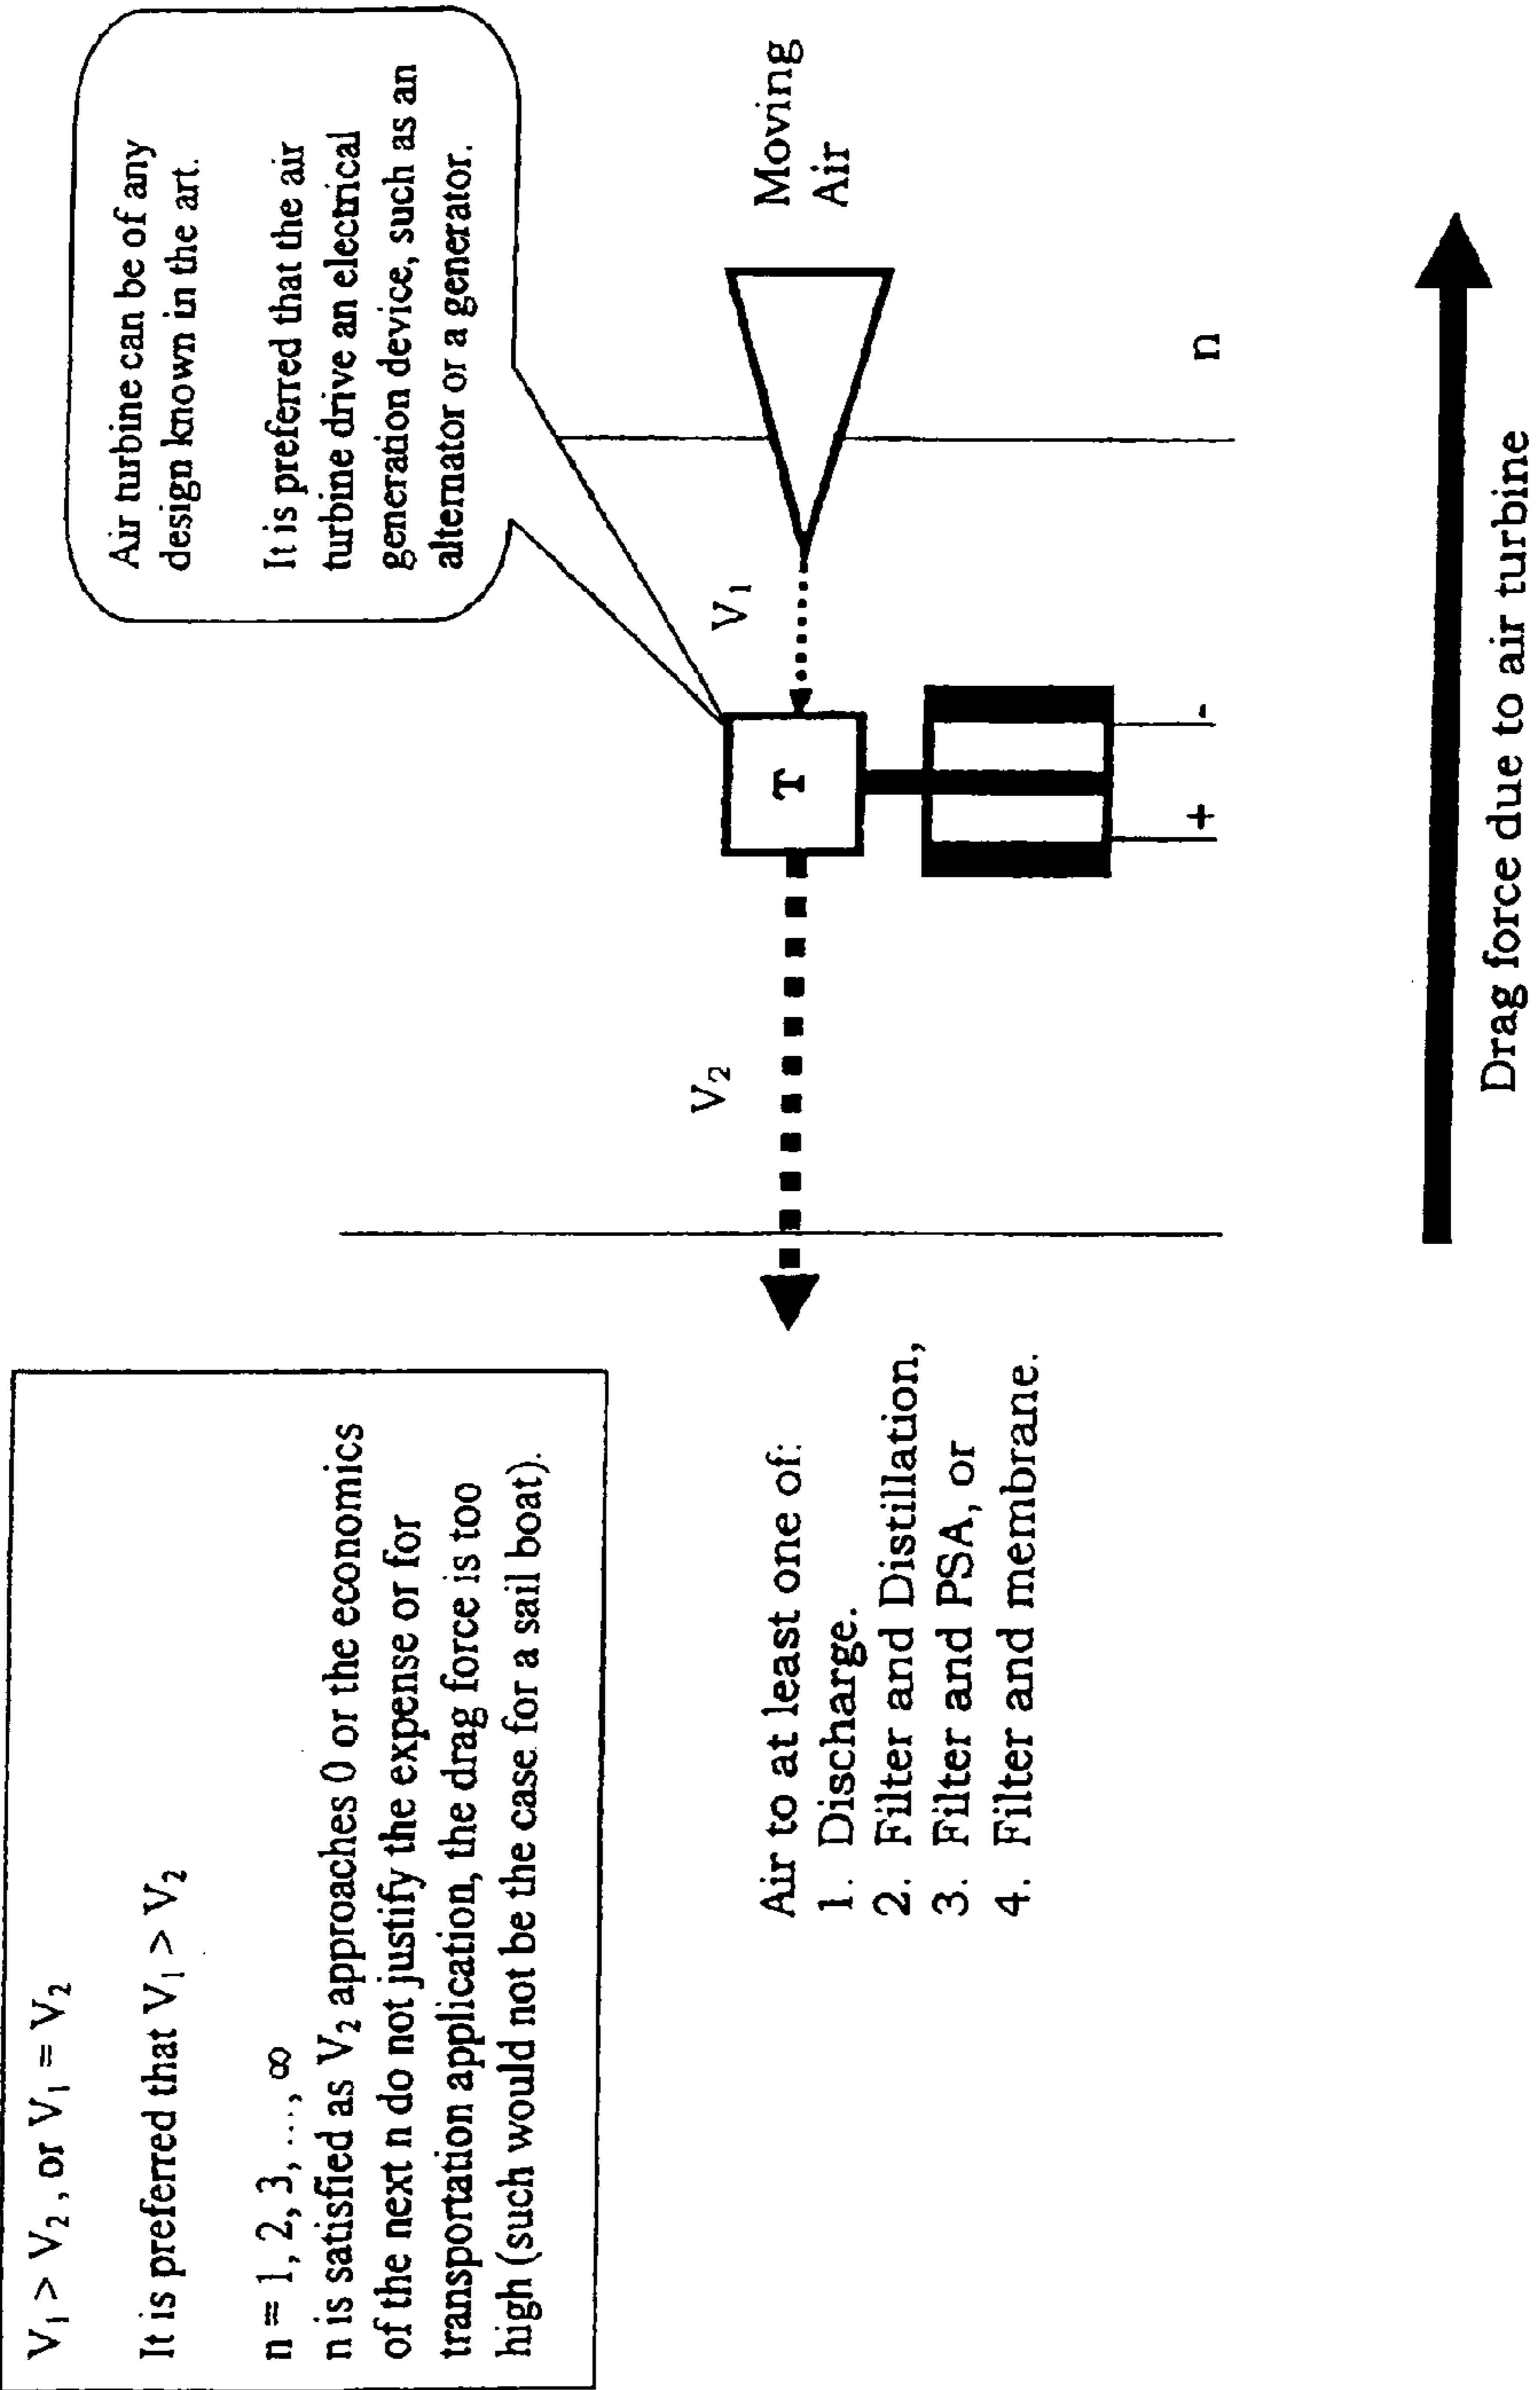 V₁ > V₂, or V₁ = V₂
It is preferred that V₁ > V₂
n = 1, 2, 3, ..., ∞
n is satisfied as V₂ approaches 0 or the economics
of the next n do not justify the expense or for
transportation application, the drag force is too
high (such would not be the case for a sail boat).
Air turbine can be of any
design known in the art.
It is preferred that the air
turbine drive an electrical
generation device, such as an
alternator or a generator.
Air to at least one of:
1. Discharge.
2. Filter and Distillation,
3. Filter and PSA, or
4. Filter and membrane.
V₂
T
V₁
Moving
Air
+
-
n
Drag force due to air turbine